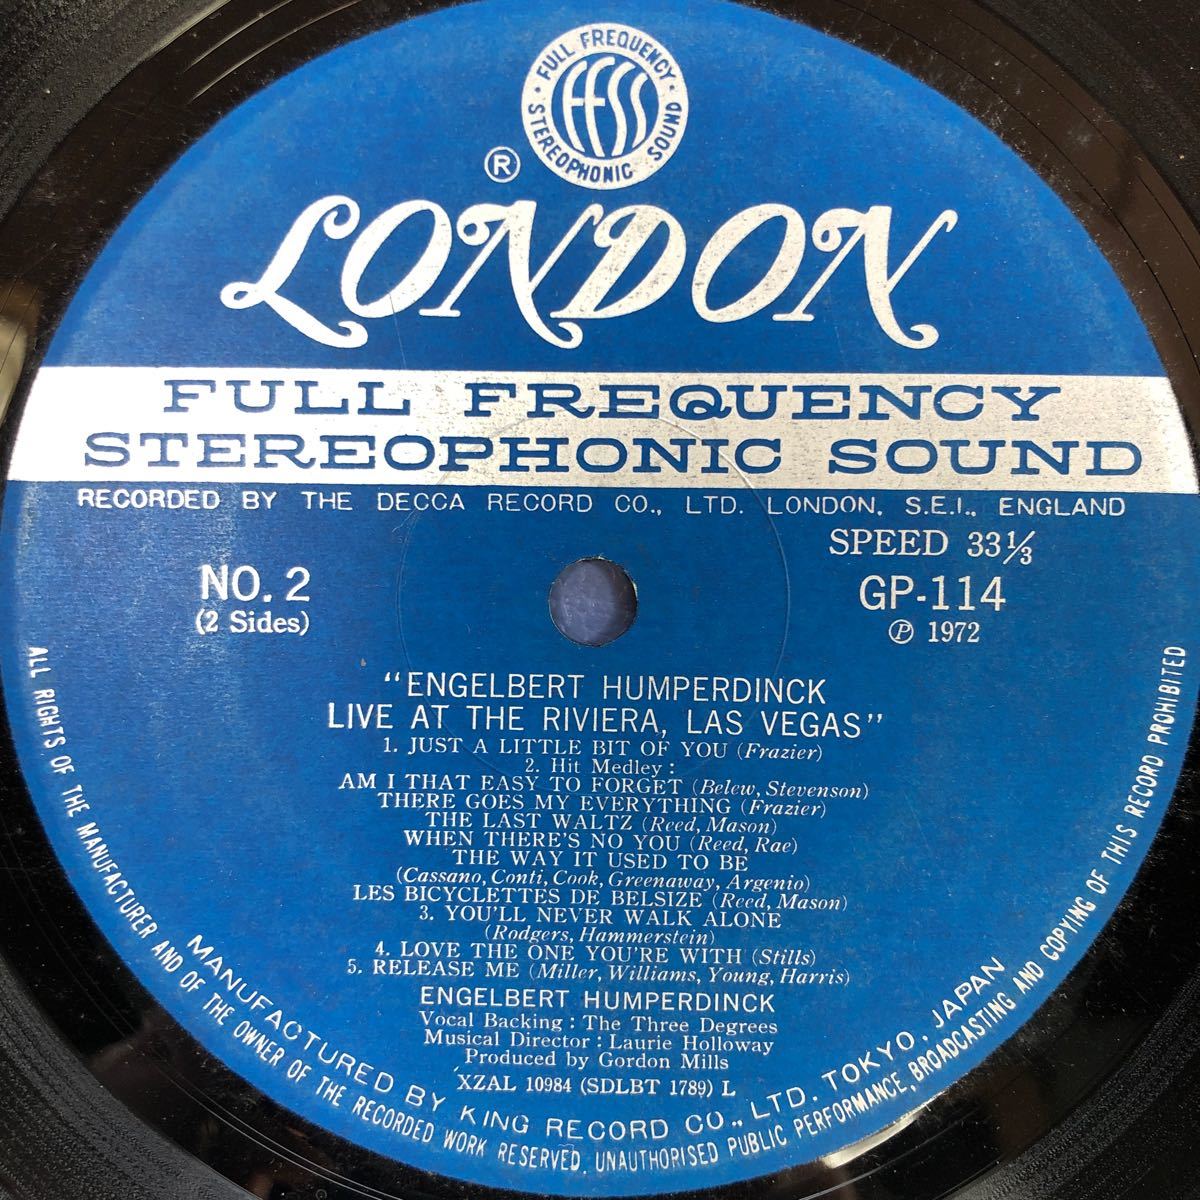 FULL FREQUENCY
FFSS
STEREOPHONIC SOUND
®
LONDON
FULL FREQUENCY
STEREOPHONIC SOUND
RECORDED BY THE DECCA RECORD CO., LTD. LONDON, S.E.I., ENGLAND
SPEED 33⅓
NO. 2
GP-114
(2 Sides)
Ⓟ 1972
"ENGELBERT HUMPERDINCK
LIVE AT THE RIVIERA, LAS VEGAS"
1. JUST A LITTLE BIT OF YOU (Frazier)
2. Hit Medley :
AM I THAT EASY TO FORGET (Belew, Stevenson)
THERE GOES MY EVERYTHING (Frazier)
THE LAST WALTZ (Reed, Mason)
WHEN THERE'S NO YOU (Reed, Rae)
THE WAY IT USED TO BE
(Cassano, Conti, Cook, Greenaway, Argenio)
LES BICYCLETTES DE BELSIZE (Reed, Mason)
3. YOU'LL NEVER WALK ALONE
(Rodgers, Hammerstein)
4. LOVE THE ONE YOU'RE WITH (Stills)
5. RELEASE ME (Miller, Williams, Young, Harris)
ENGELBERT HUMPERDINCK
Vocal Backing : The Three Degrees
Musical Director : Laurie Holloway
Produced by Gordon Mills
XZAL 10984 (SDLBT 1789) L
MANUFACTURED BY KING RECORD CO., LTD. TOKYO, JAPAN
ALL RIGHTS OF THE MANUFACTURER AND OF THE OWNER OF THE RECORDED WORK RESERVED. UNAUTHORISED PUBLIC PERFORMANCE, BROADCASTING AND COPYING OF THIS RECORD PROHIBITED